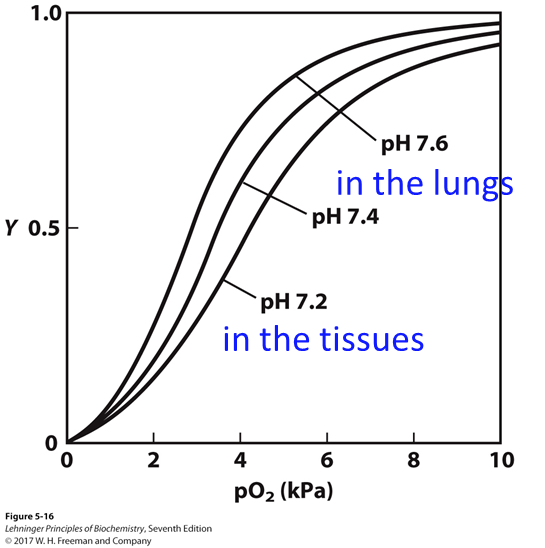 1.0
pH 7.6
in the lungs
pH 7.4
Y 0.5
pH 7.2
in the tissues
0
0 2 4 6 8 10
pO₂ (kPa)
Figure 5-16
Lehninger Principles of Biochemistry, Seventh Edition
© 2017 W. H. Freeman and Company